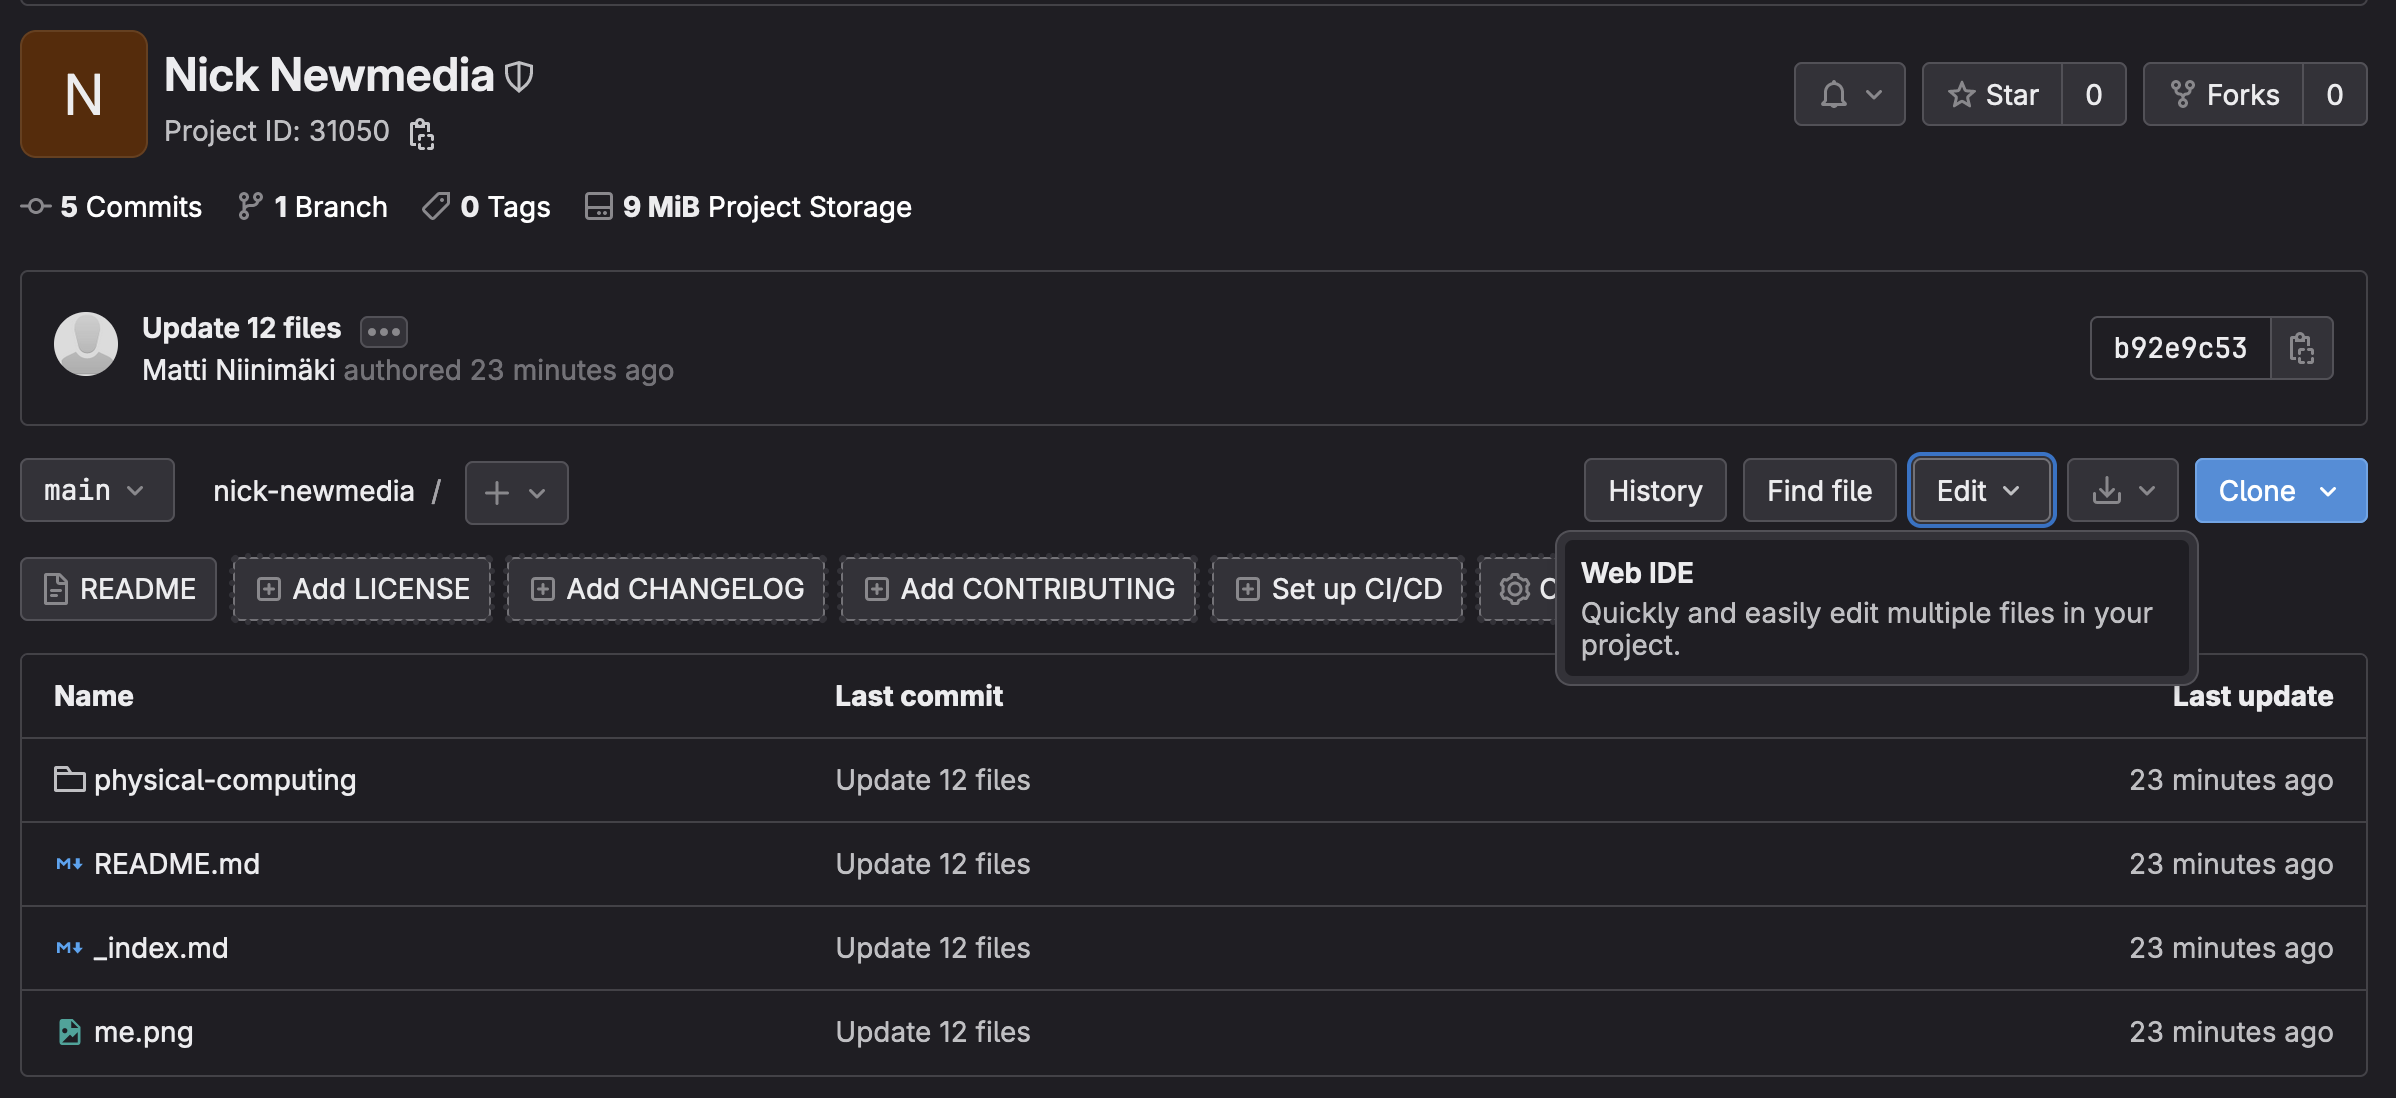 N
Nick Newmedia
Project ID: 31050
Star 0
Forks 0
5 Commits 1 Branch 0 Tags 9 MiB Project Storage
Update 12 files
Matti Niinimäki authored 23 minutes ago
b92e9c53
main nick-newmedia / History Find file Edit Clone
README Add LICENSE Add CHANGELOG Add CONTRIBUTING Set up CI/CD
Web IDE
Quickly and easily edit multiple files in your
project.
Name Last commit Last update
physical-computing Update 12 files 23 minutes ago
README.md Update 12 files 23 minutes ago
_index.md Update 12 files 23 minutes ago
me.png Update 12 files 23 minutes ago